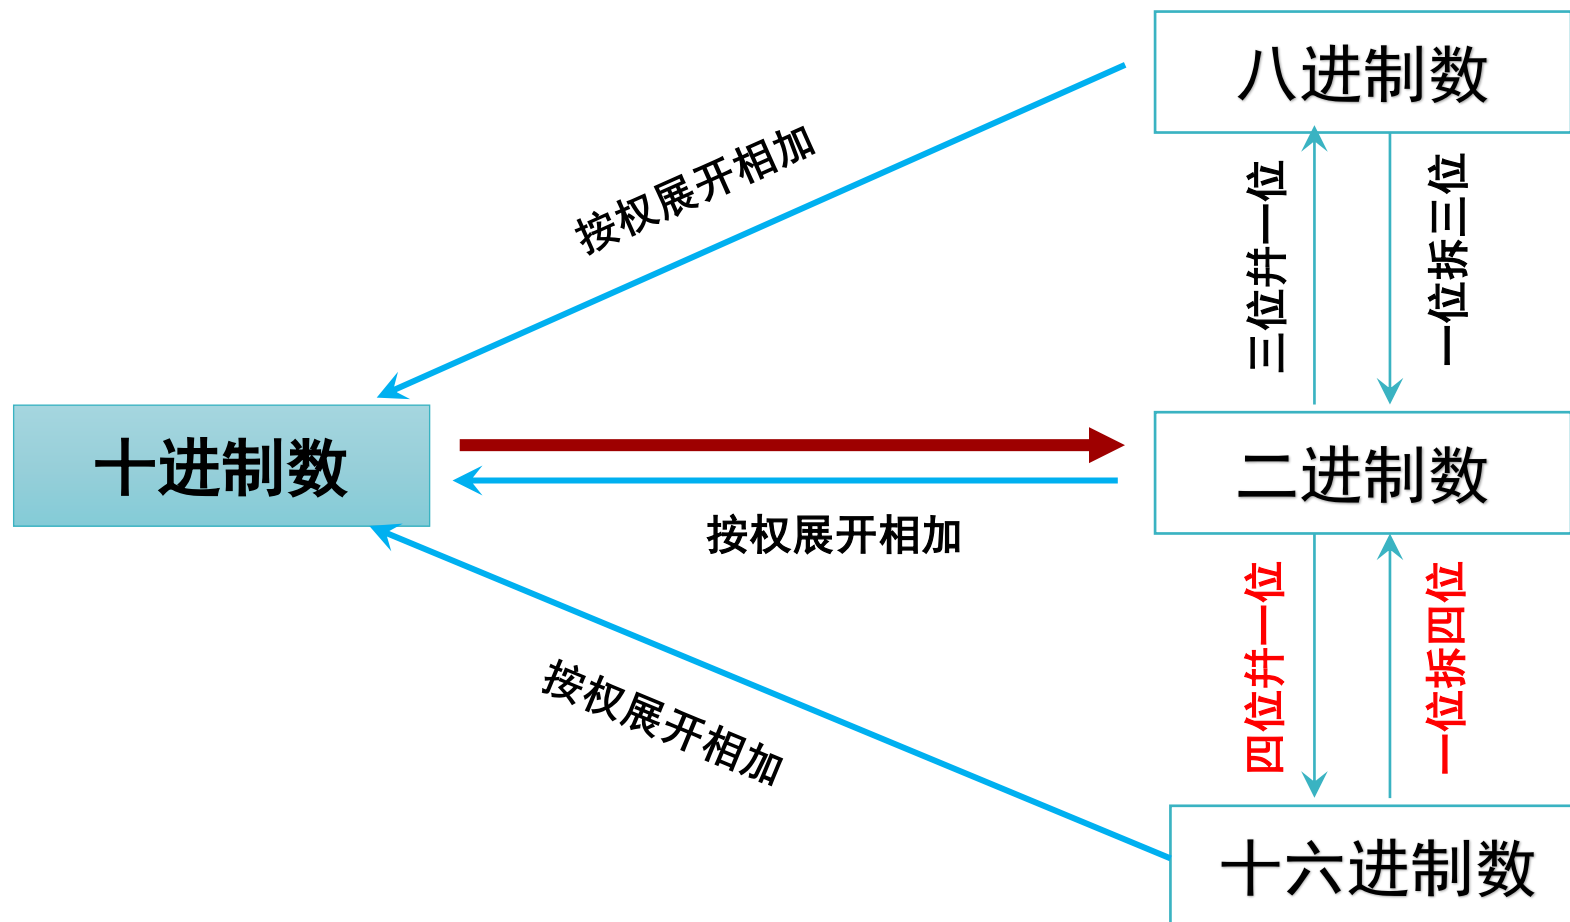 八进制数
按权展开相加
三位并一位
一位拆三位
十进制数
二进制数
按权展开相加
四位并一位
一位拆四位
按权展开相加
十六进制数